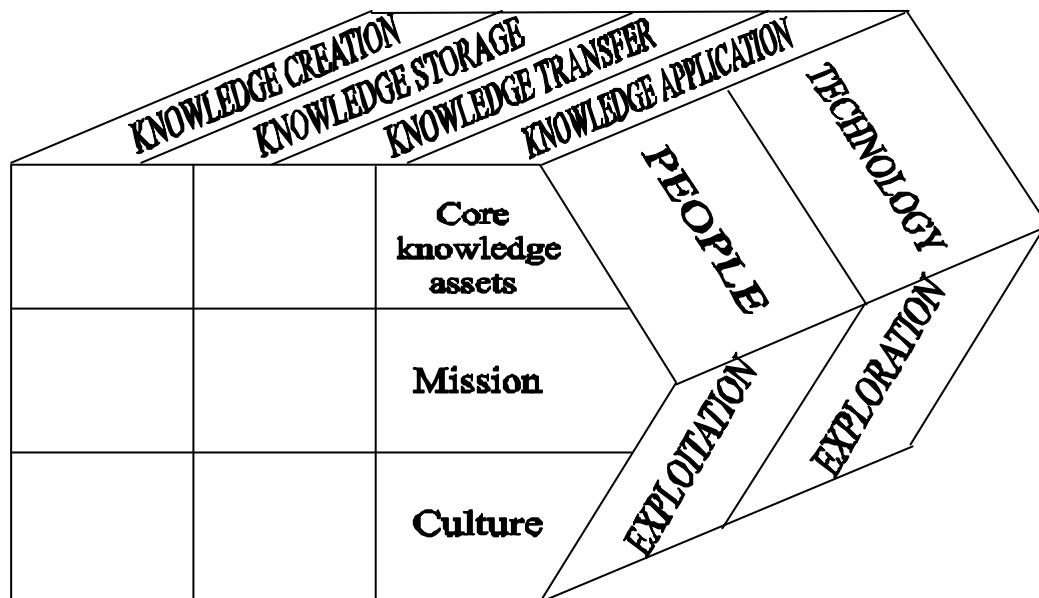 KNOWLEDGE CREATION
KNOWLEDGE STORAGE
KNOWLEDGE TRANSFER
KNOWLEDGE APPLICATION
PEOPLE
TECHNOLOGY
Core
knowledge
assets
Mission
Culture
EXPLOITATION
EXPLORATION